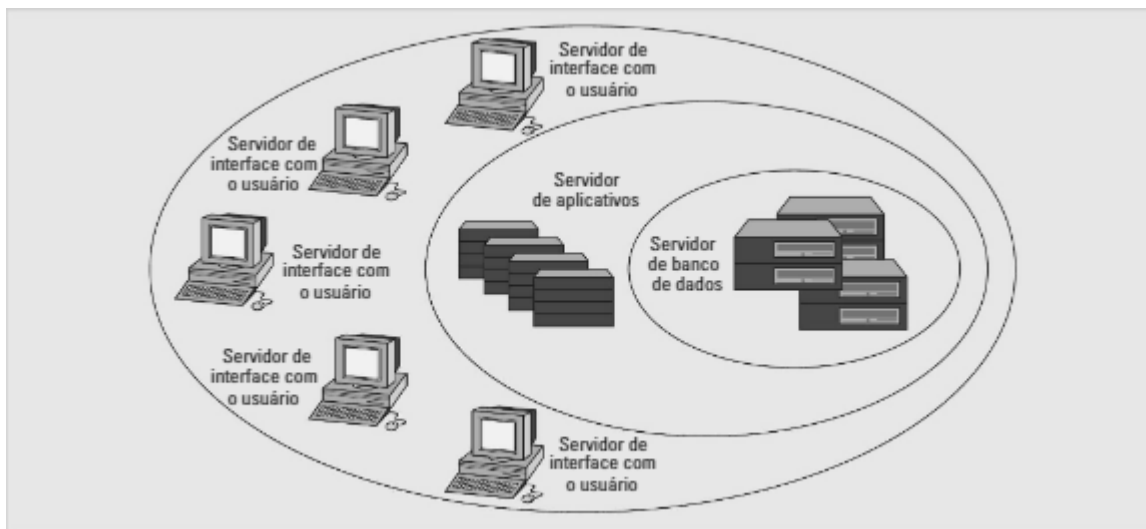 Servidor de
interface com
o usuário
Servidor de
interface com
o usuário
Servidor
de aplicativos
Servidor
de banco
de dados
Servidor de
interface com
o usuário
Servidor de
interface com
o usuário
Servidor de
interface com
o usuário